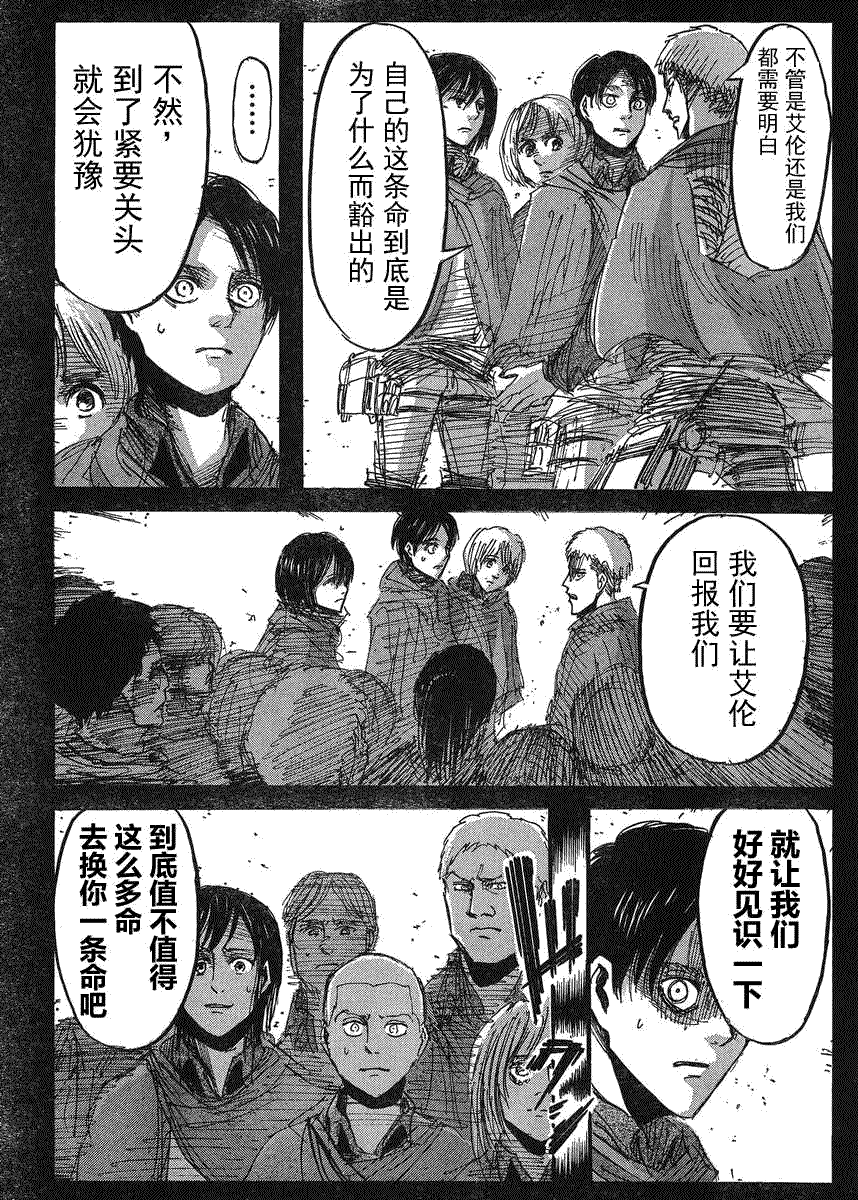 不管是艾伦还是我们
都需要明白
自己的这条命到底是
为了什么而豁出的
……
不然，
到了紧要关头
就会犹豫
我们要让艾伦
回报我们
就让我们
好好见识一下
到底值不值得
这么多命
去换你一条命吧